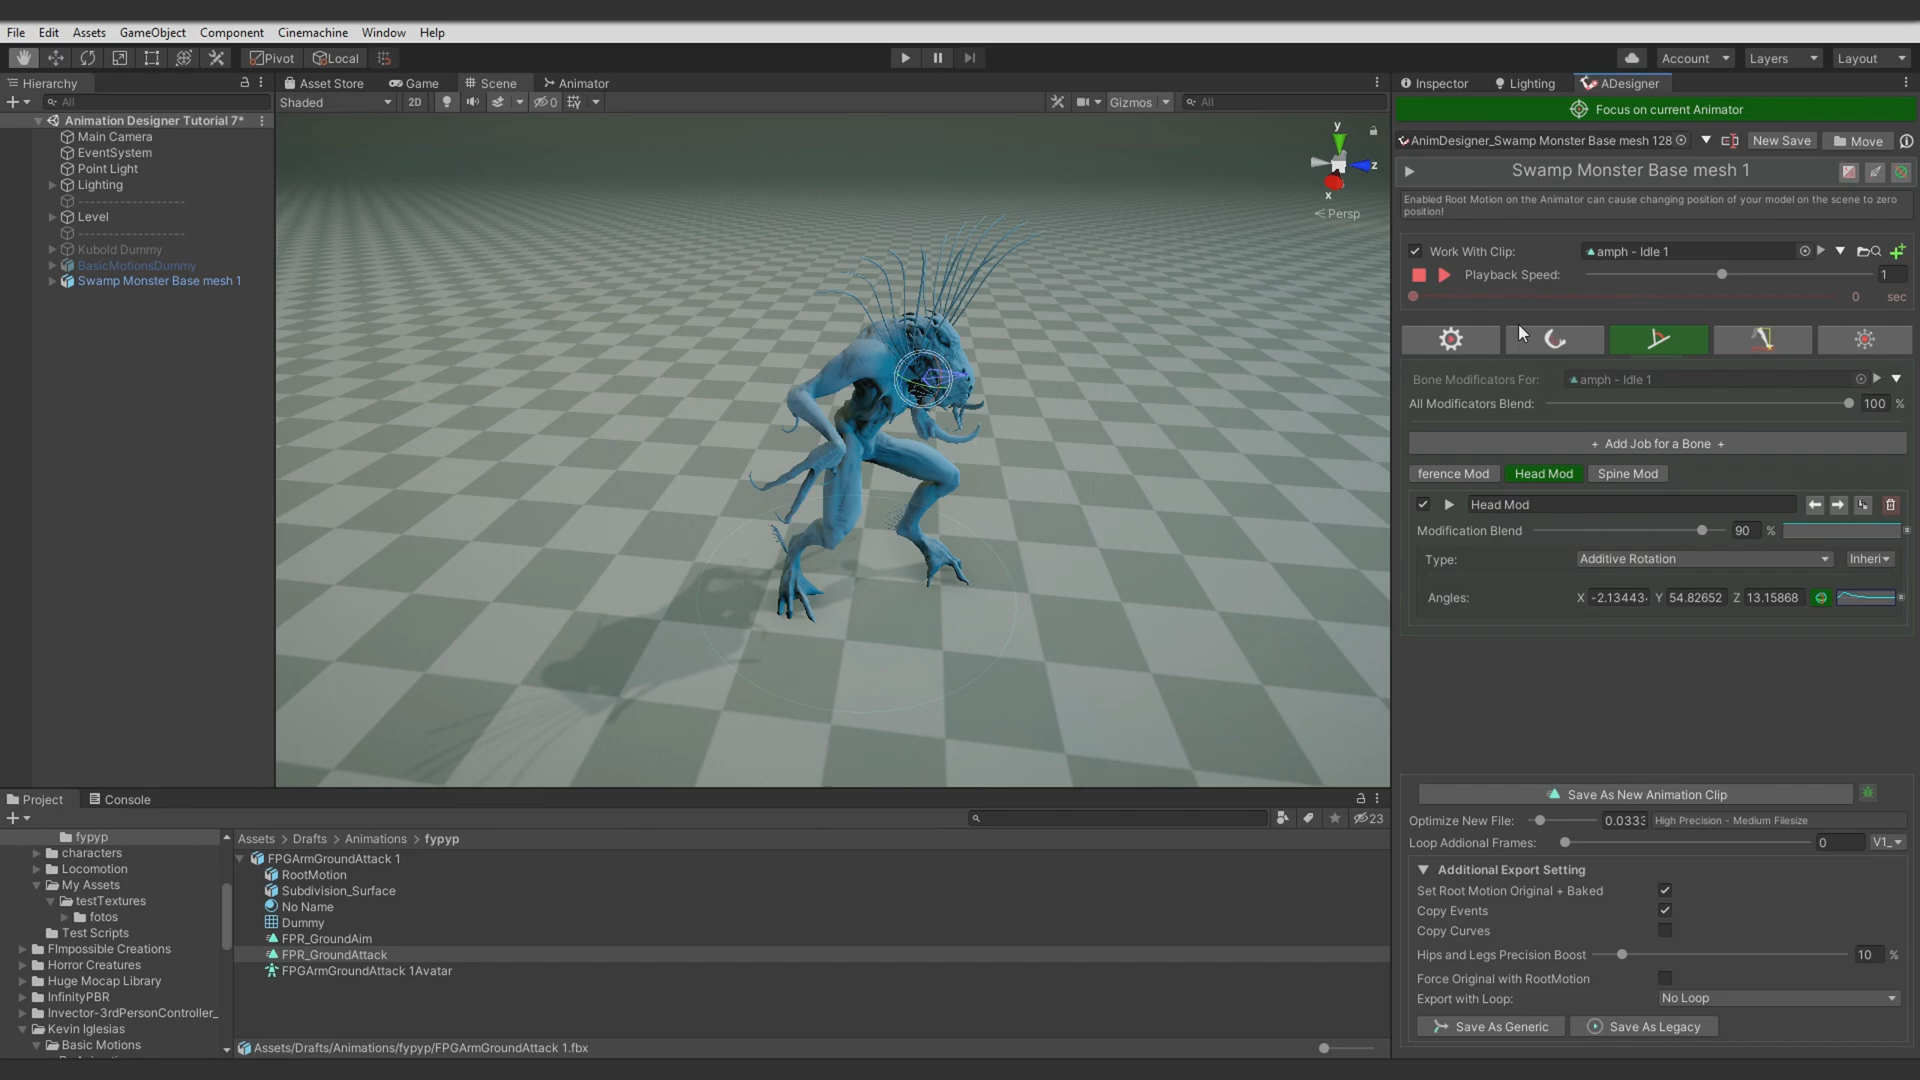 File Edit Assets GameObject Component Cinemachine Window Help
Pivot Local Account Layers Layout
Hierarchy Asset Store Game Scene Animator Inspector Lighting ADesigner
All Shaded 2D 0 Gizmos All
Focus on current Animator
Animation Designer Tutorial 7*
Main Camera
EventSystem
Point Light
Lighting
------------------
Level
------------------
Kubold Dummy
BasicMotionsDummy
Swamp Monster Base mesh 1
y
z
x
Persp
AnimDesigner_Swamp Monster Base mesh 128 New Save Move
Swamp Monster Base mesh 1
Enabled Root Motion on the Animator can cause changing position of your model on the scene to zero
position!
Work With Clip: amph - Idle 1
Playback Speed: 1
0 sec
Bone Modificators For: amph - Idle 1
All Modificators Blend: 100 %
+ Add Job for a Bone +
ference Mod Head Mod Spine Mod
Head Mod
Modification Blend 90 %
Type: Additive Rotation Inheri
Angles: X -2.13443 Y 54.82652 Z 13.15868
Save As New Animation Clip
Optimize New File: 0.0333 High Precision - Medium Filesize
Loop Addional Frames: 0 V1_
Additional Export Setting
Set Root Motion Original + Baked
Copy Events
Copy Curves
Hips and Legs Precision Boost 10 %
Force Original with RootMotion
Export with Loop: No Loop
Save As Generic Save As Legacy
Project Console
23
fypyp
characters
Locomotion
My Assets
testTextures
fotos
Test Scripts
FImpossible Creations
Horror Creatures
Huge Mocap Library
InfinityPBR
Invector-3rdPersonController_
Kevin Iglesias
Basic Motions
Assets > Drafts > Animations > fypyp
FPGArmGroundAttack 1
RootMotion
Subdivision_Surface
No Name
Dummy
FPR_GroundAim
FPR_GroundAttack
FPGArmGroundAttack 1Avatar
Assets/Drafts/Animations/fypyp/FPGArmGroundAttack 1.fbx